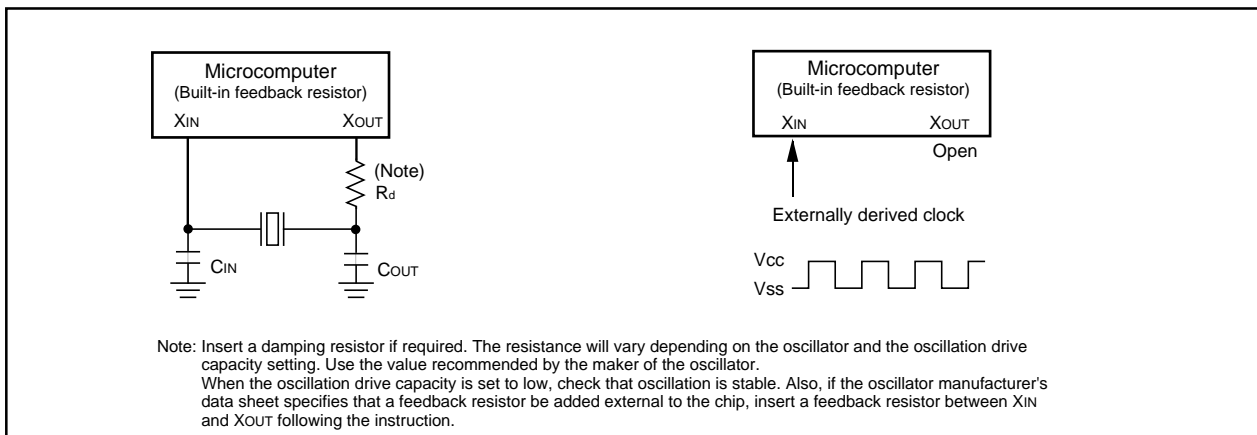 Microcomputer
(Built-in feedback resistor)
XIN XOUT
(Note)
Rd
CIN
COUT
Microcomputer
(Built-in feedback resistor)
XIN XOUT
Open
Externally derived clock
Vcc
Vss
Note: Insert a damping resistor if required. The resistance will vary depending on the oscillator and the oscillation drive
capacity setting. Use the value recommended by the maker of the oscillator.
When the oscillation drive capacity is set to low, check that oscillation is stable. Also, if the oscillator manufacturer's
data sheet specifies that a feedback resistor be added external to the chip, insert a feedback resistor between XIN
and XOUT following the instruction.